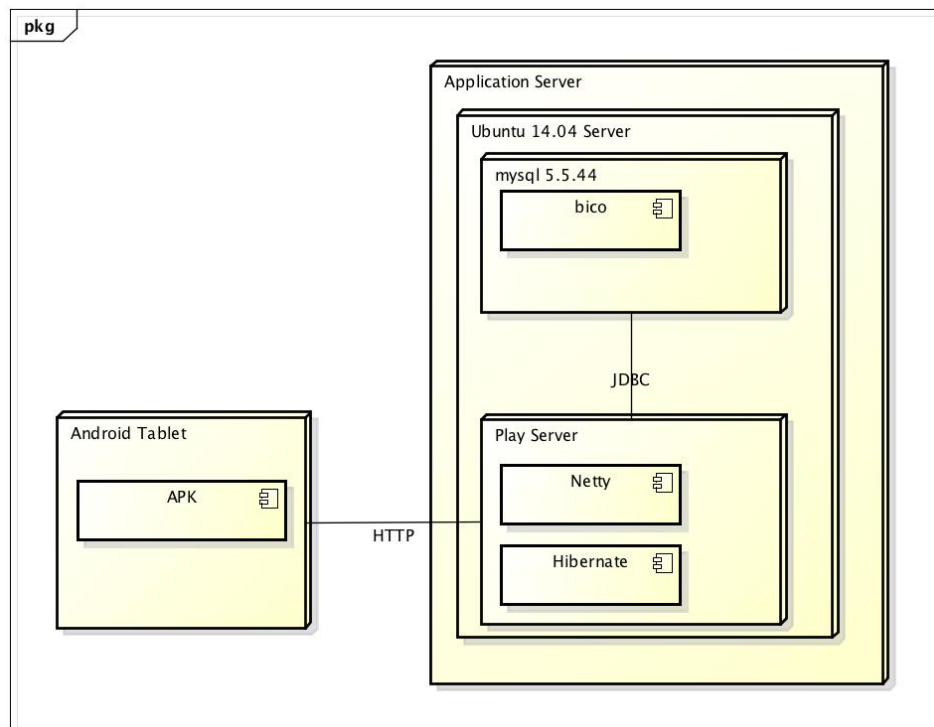 pkg
Application Server
Ubuntu 14.04 Server
mysql 5.5.44
bico
JDBC
Android Tablet
APK
HTTP
Play Server
Netty
Hibernate